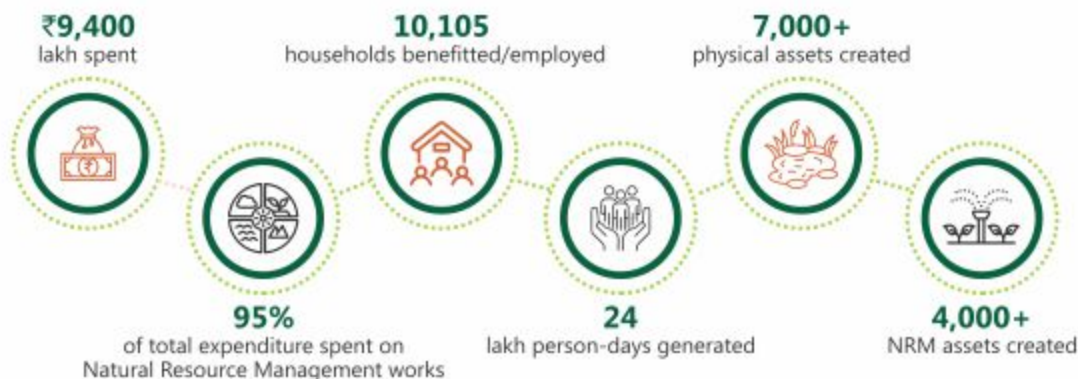 ₹9,400
lakh spent
95%
of total expenditure spent on
Natural Resource Management works
10,105
households benefitted/employed
24
lakh person-days generated
7,000+
physical assets created
4,000+
NRM assets created